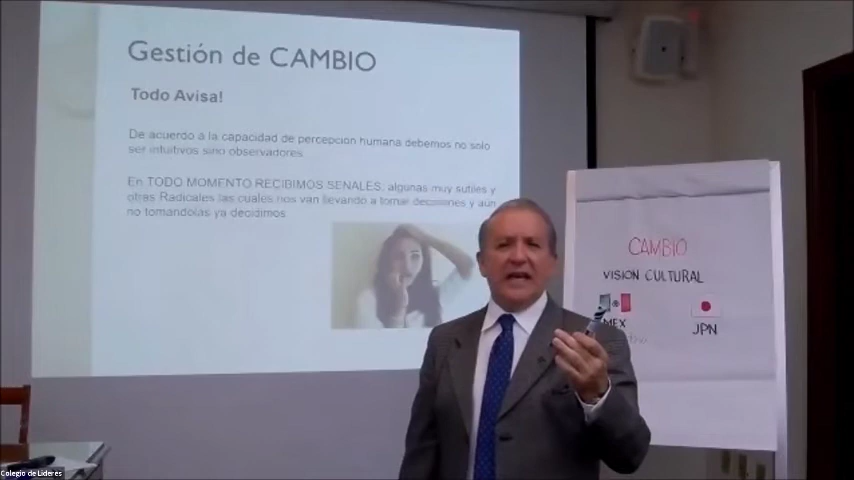 Gestión de CAMBIO
Todo Avisa!
De acuerdo a la capacidad de percepción humana debemos no solo
ser intuitivos sino observadores.
En TODO MOMENTO RECIBIMOS SENALES, algunas muy sutiles y
otras Radicales las cuales nos van llevando a tomar decisiones y aun
no tomandolas ya decidimos
CAMBIO
VISION CULTURAL
MEX
JPN
Colegio de Lideres